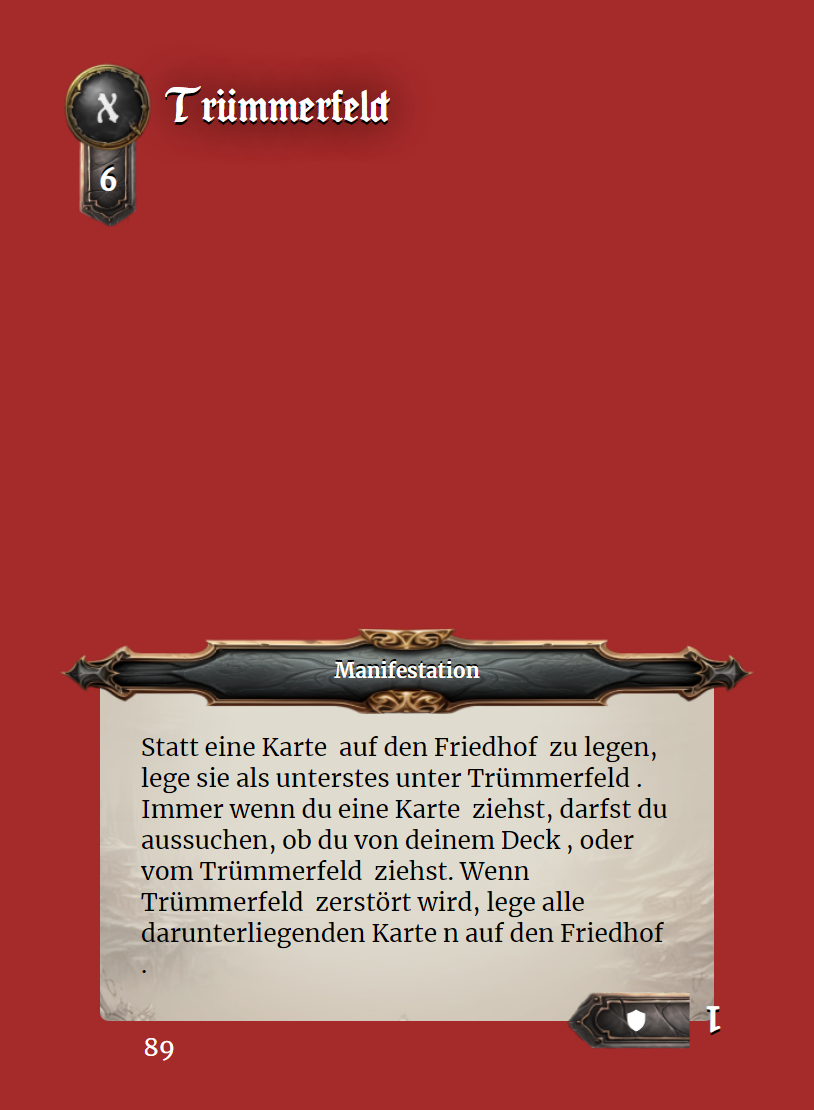 X
Trümmerfeld
6
Manifestation
Statt eine Karte auf den Friedhof zu legen,
lege sie als unterstes unter Trümmerfeld .
Immer wenn du eine Karte ziehst, darfst du
aussuchen, ob du von deinem Deck , oder
vom Trümmerfeld ziehst. Wenn
Trümmerfeld zerstört wird, lege alle
darunterliegenden Karte n auf den Friedhof
.
1
89